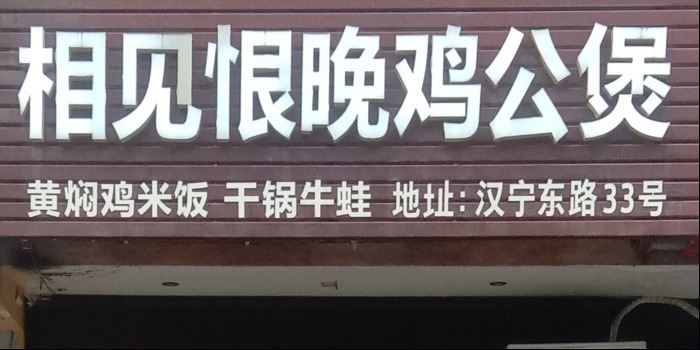 相见恨晚鸡公煲
黄焖鸡米饭 干锅牛蛙 地址:汉宁东路33号